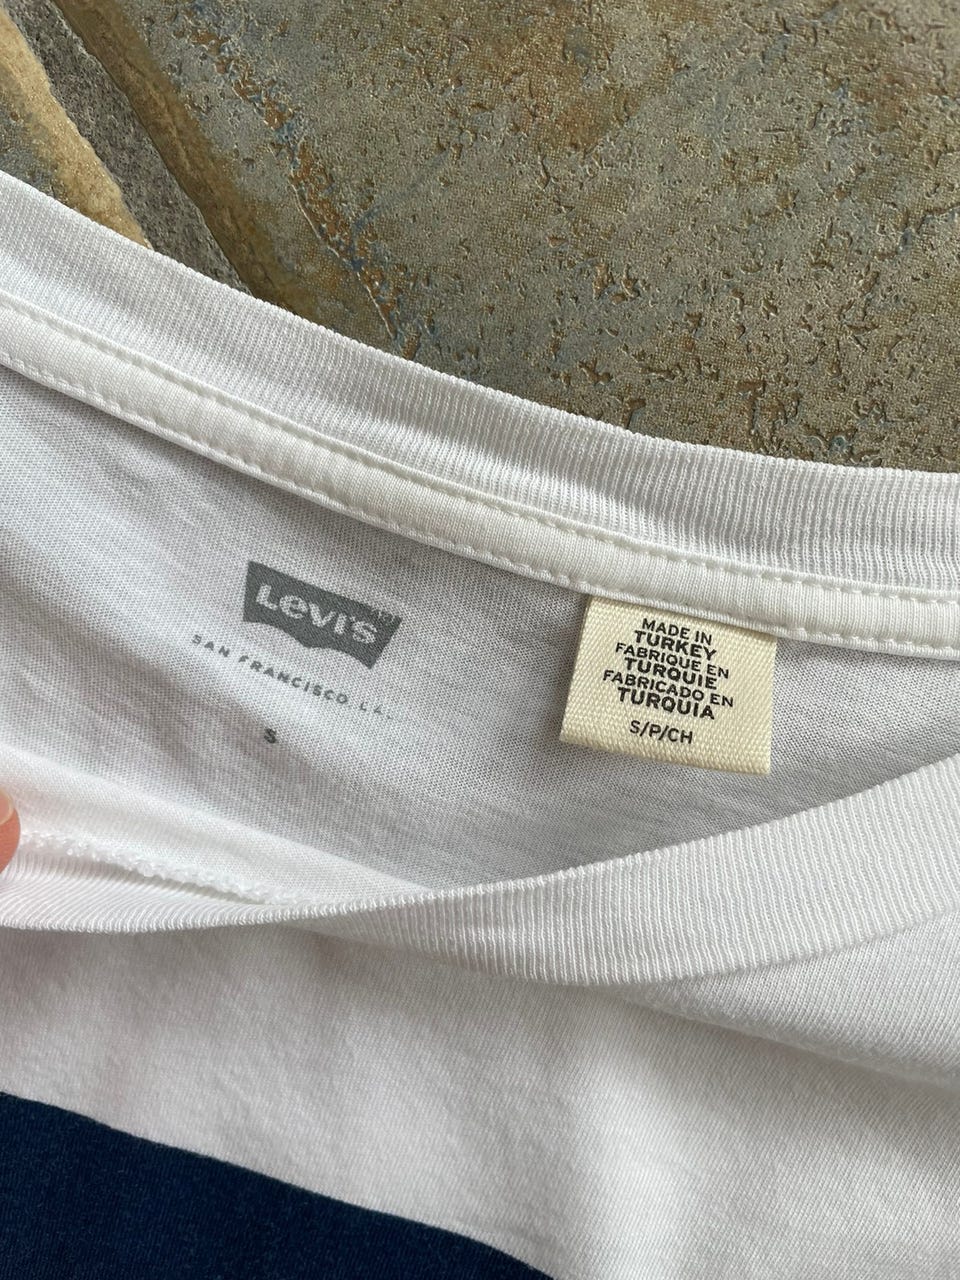 Levi's
SAN FRANCISCO
S
MADE IN
TURKEY
FABRIQUE EN
TURQUIE
FABRICADO EN
TURQUIA
S/P/CH